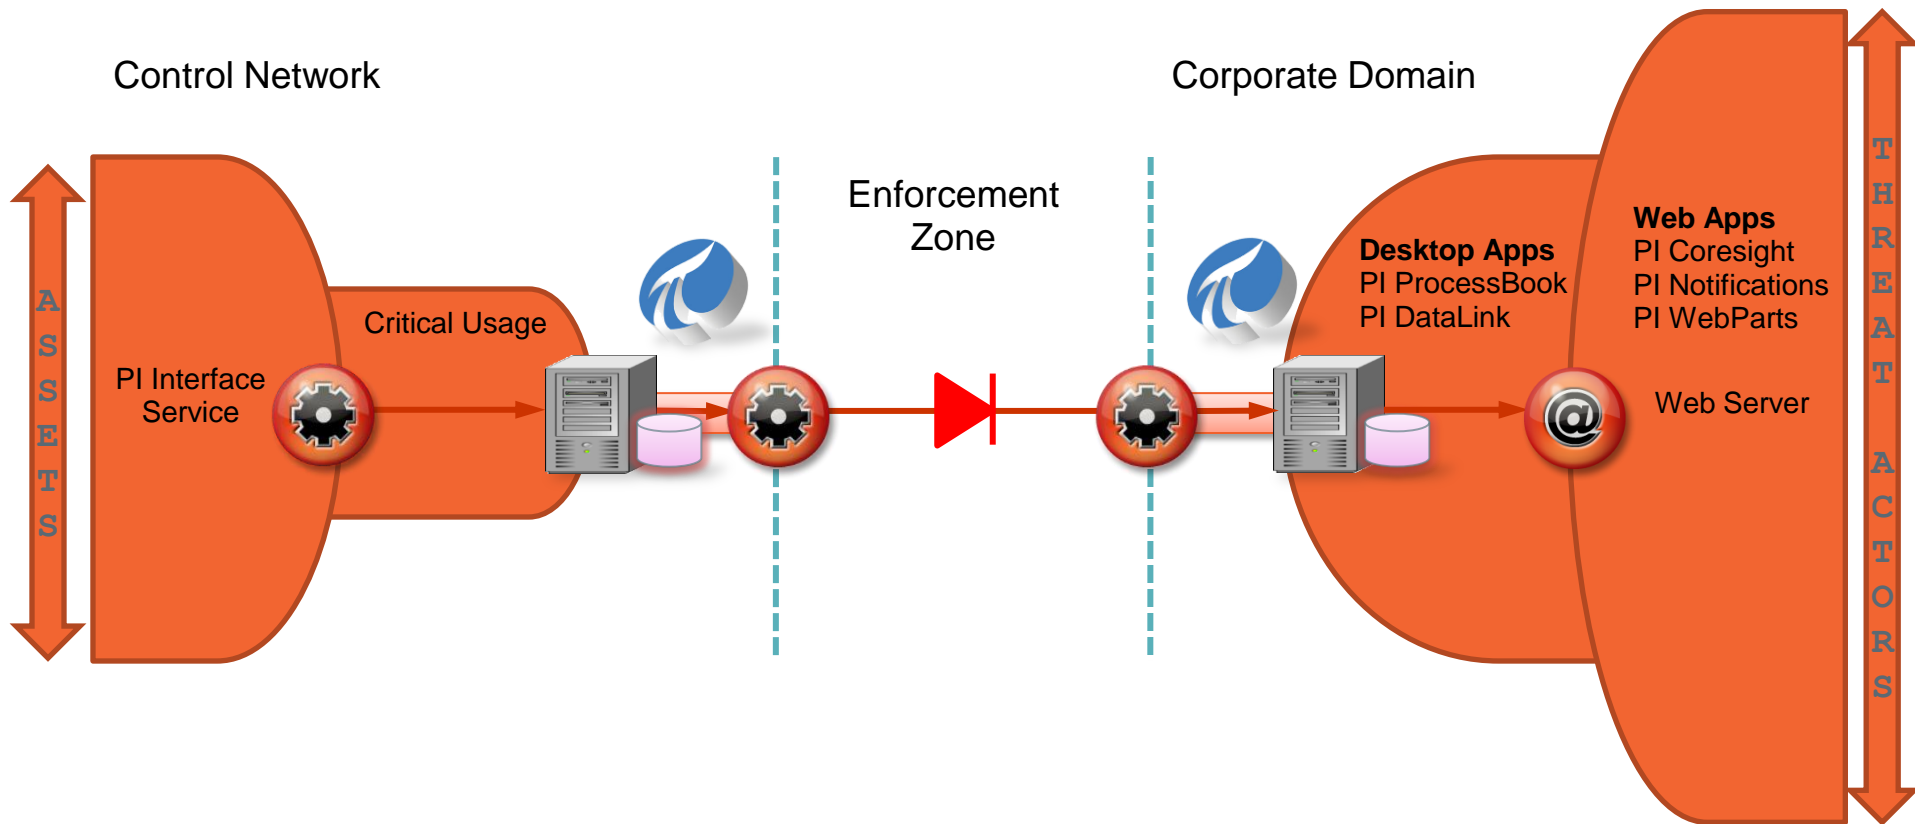 Control Network
Corporate Domain
ASSETS
PI Interface
Service
Critical Usage
Enforcement
Zone
Desktop Apps
PI ProcessBook
PI DataLink
Web Apps
PI Coresight
PI Notifications
PI WebParts
@
Web Server
THREAT ACTORS